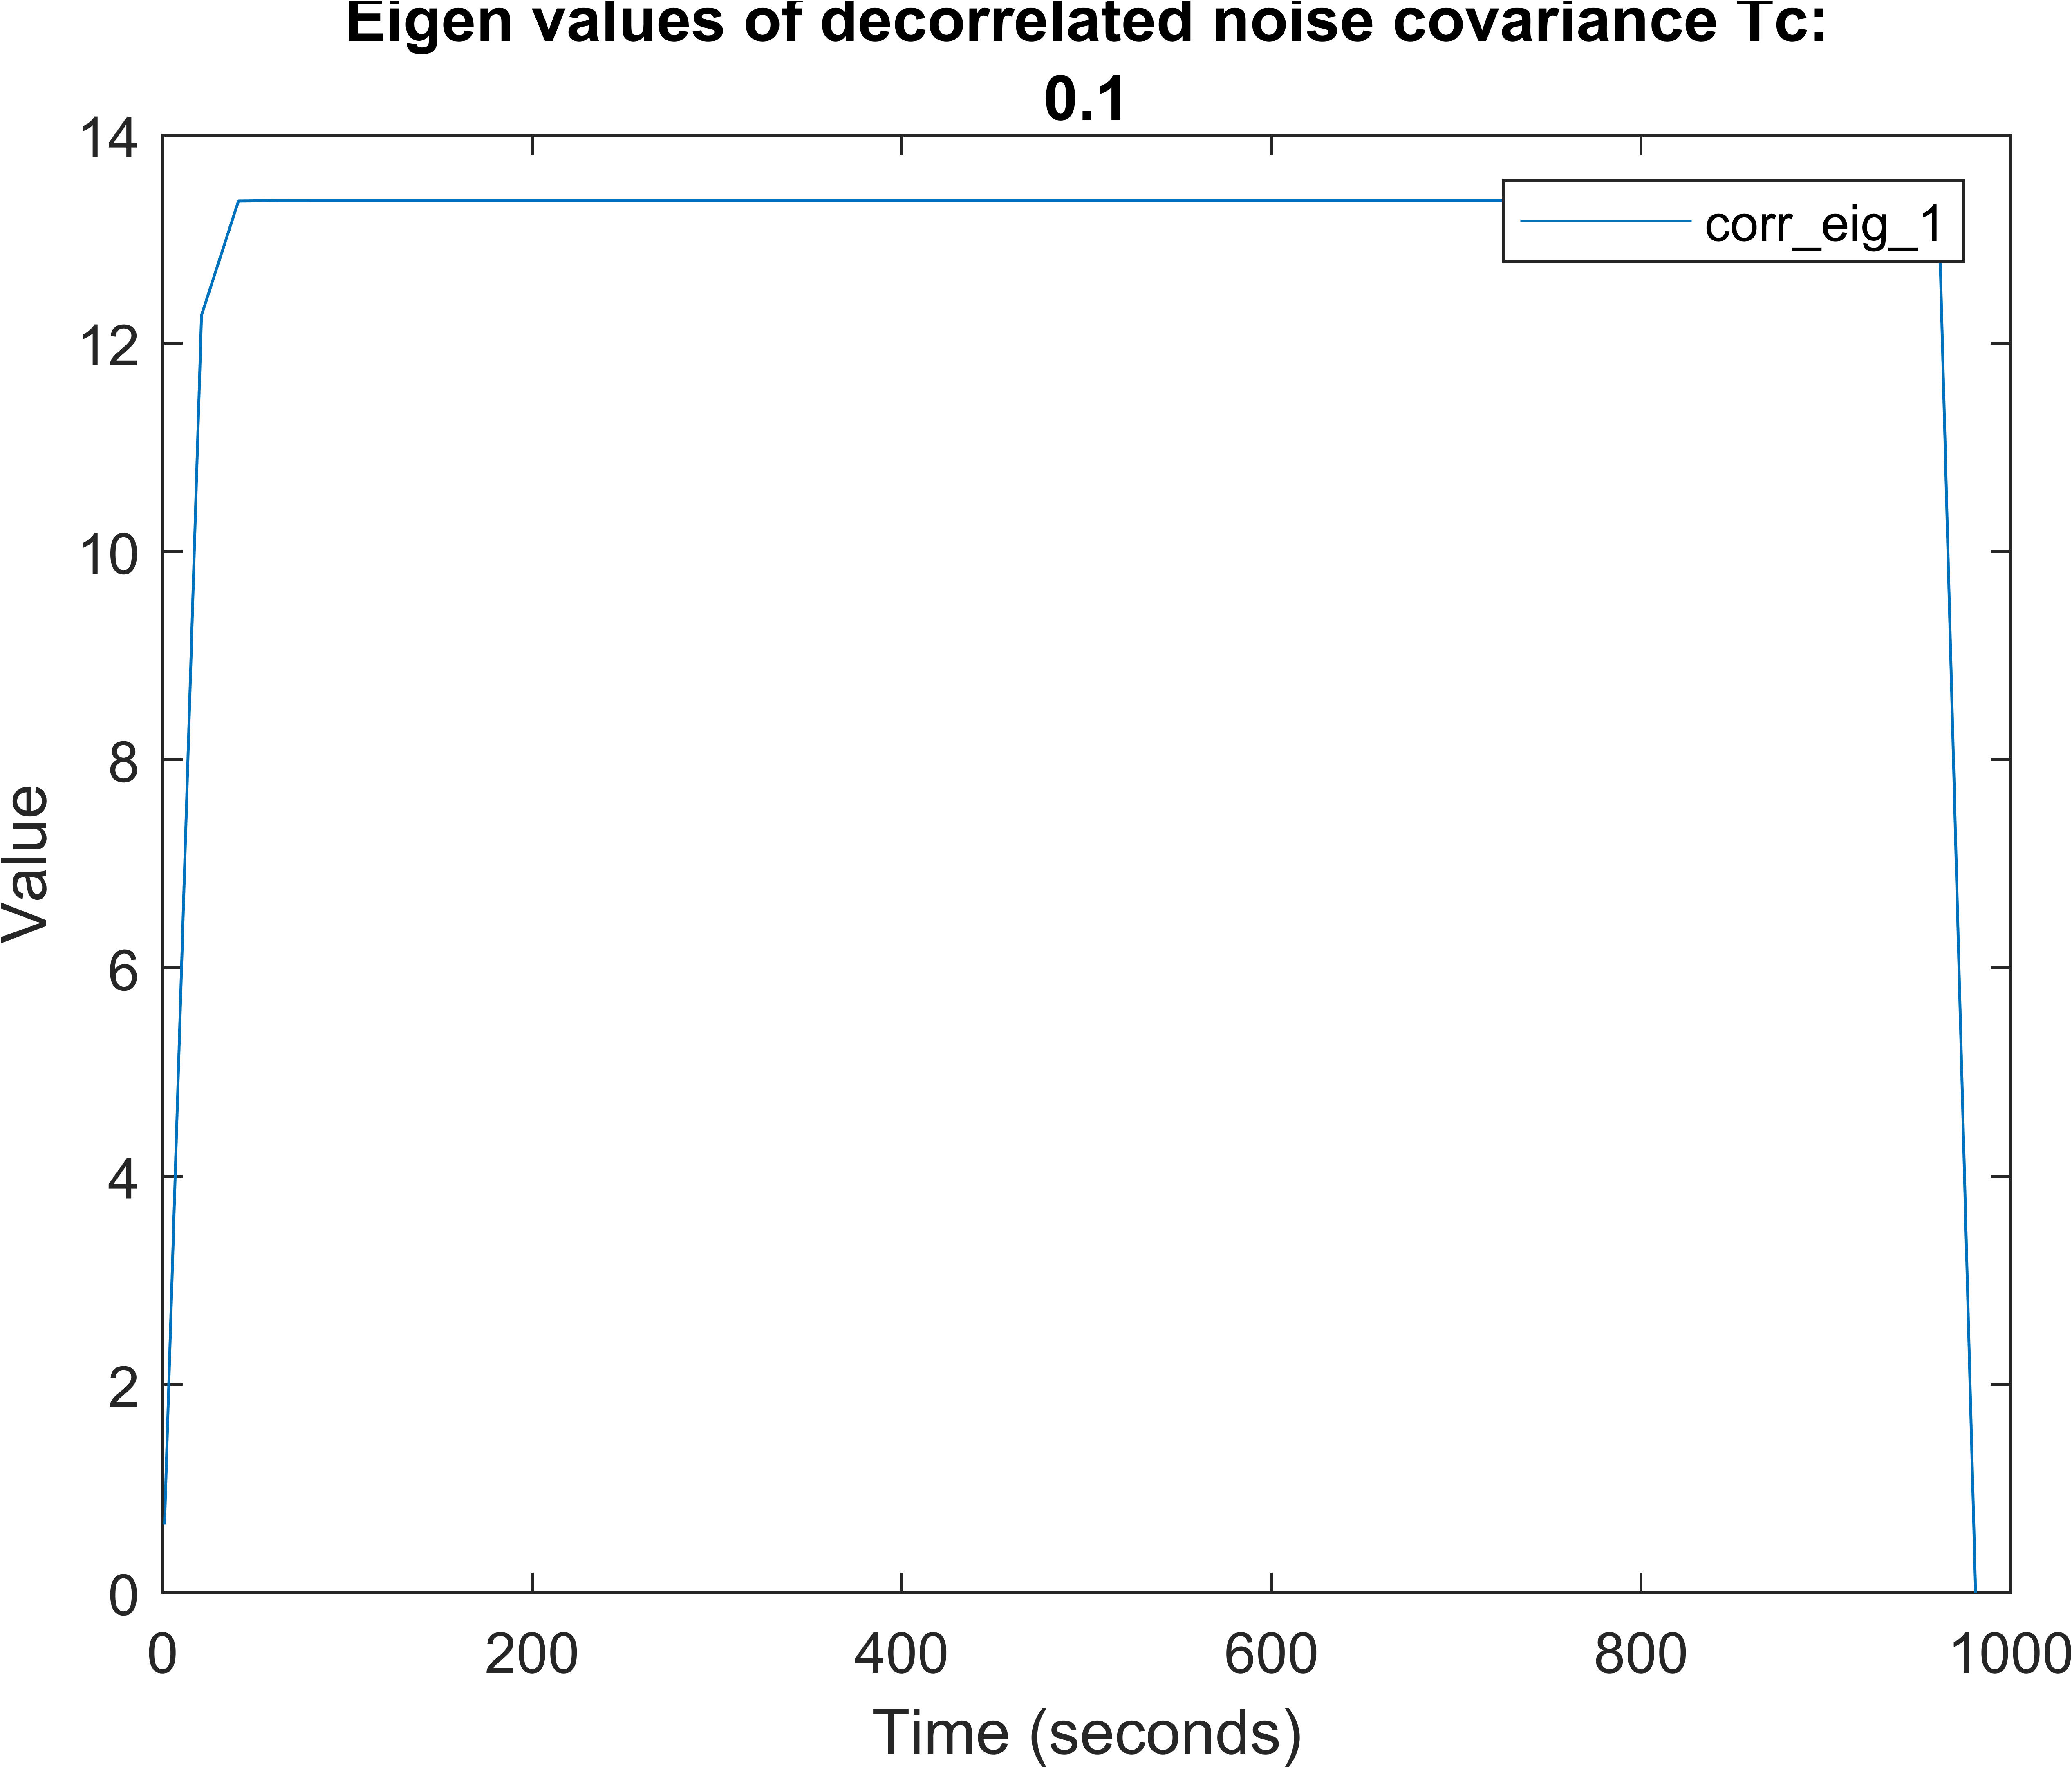 Eigen values of decorrelated noise covariance Tc:
0.1
14
corr_eig_1
12
10
8
6
4
2
0
Value
0 200 400 600 800 1000
Time (seconds)